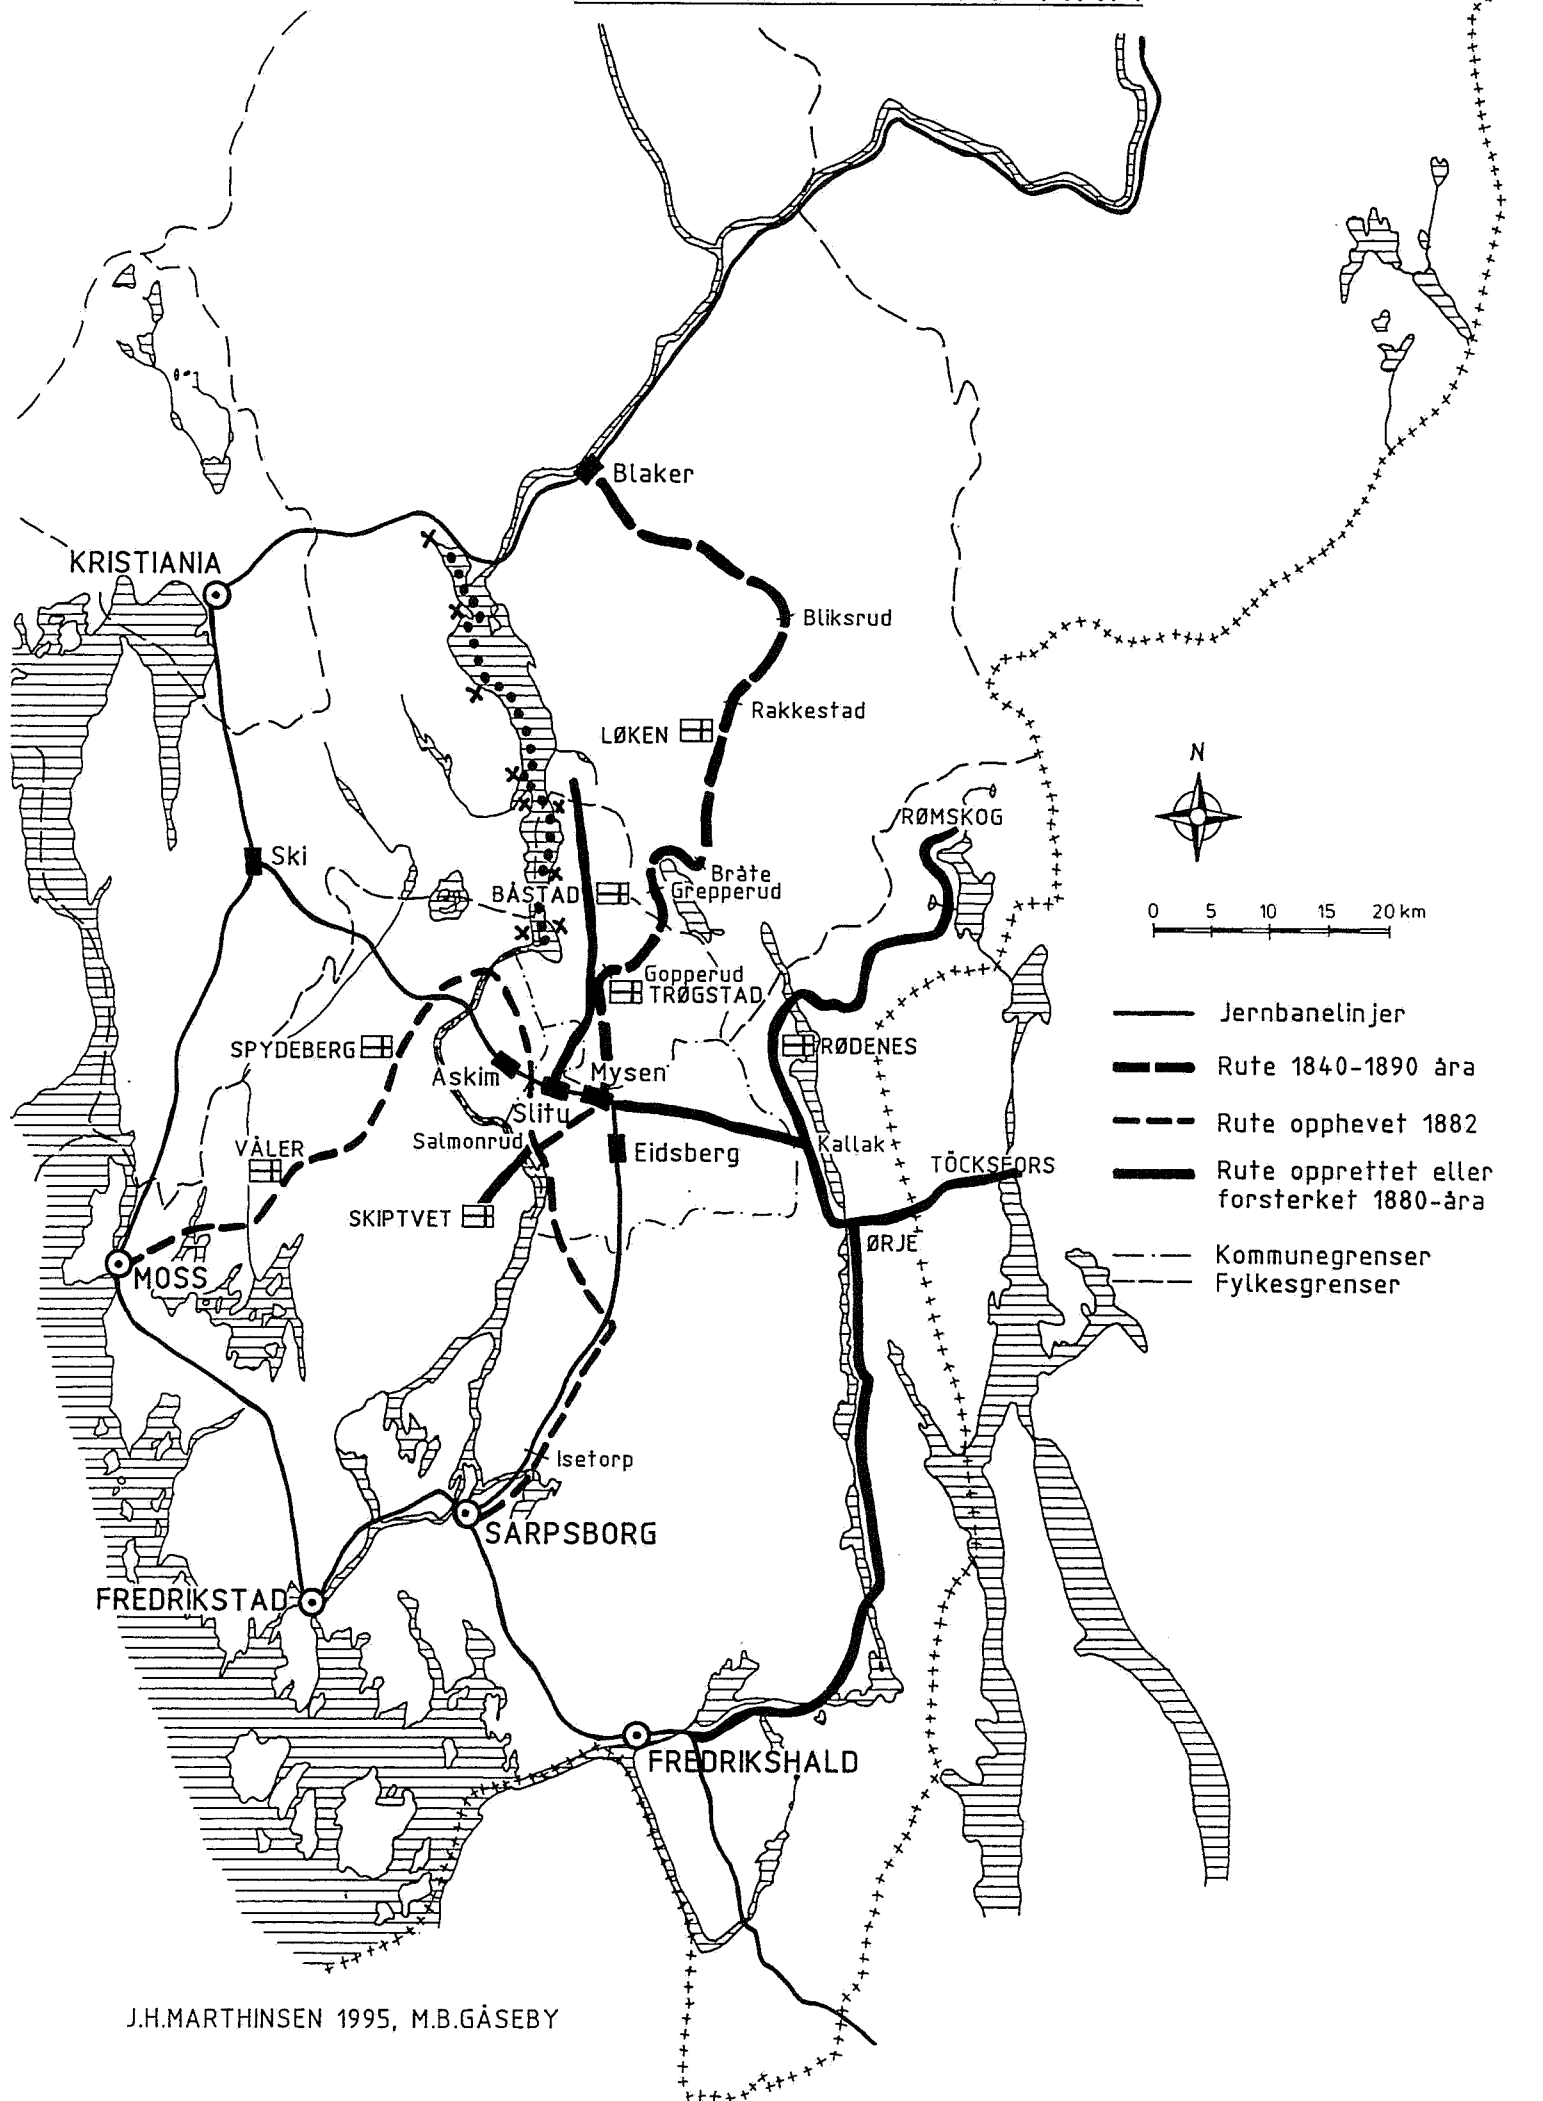 Blaker
KRISTIANIA
Bliksrud
Rakkestad
LØKEN
N
RØMSKOG
Ski
Bråte
Grepperud
BÅSTAD
0 5 10 15 20 km
Gopperud
TRØGSTAD
Jernbanelinjer
SPYDEBERG
RØDENES
Rute 1840-1890 åra
Askim
Mysen
Slitu
Rute opphevet 1882
Salmonrud
Kallak
VÅLER
Eidsberg
TÖCKSFORS
Rute opprettet eller
forsterket 1880-åra
SKIPTVET
ØRJE
MOSS
Kommunegrenser
Fylkesgrenser
Isetorp
SARPSBORG
FREDRIKSTAD
FREDRIKSHALD
J.H.MARTHINSEN 1995, M.B.GÅSEBY